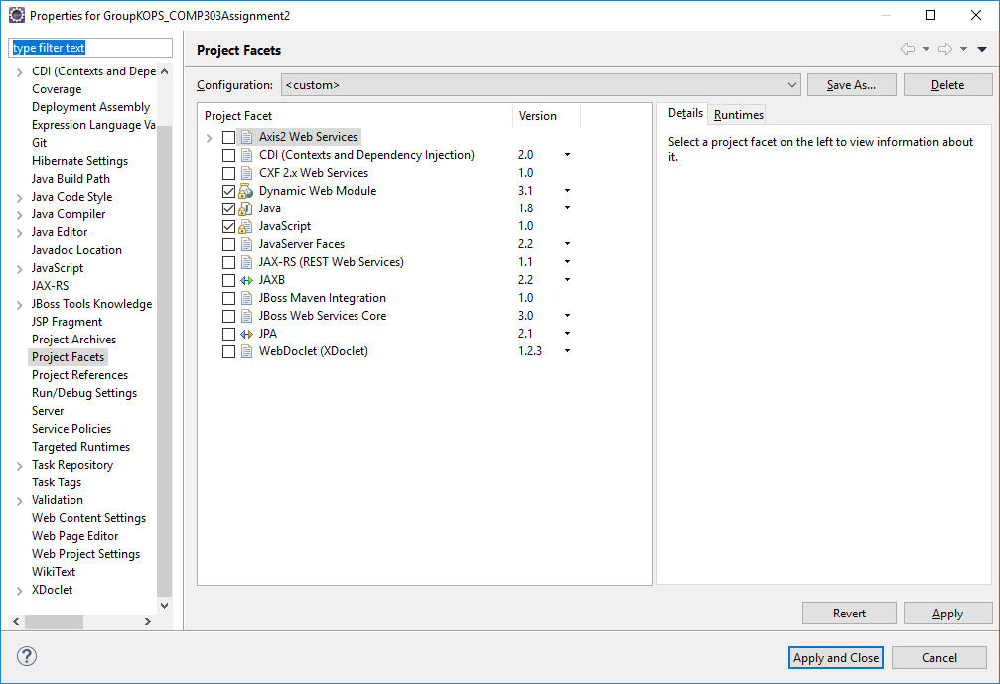 Properties for GroupKOPS_COMP303Assignment2
type filter text
CDI (Contexts and Depe
Coverage
Deployment Assembly
Expression Language Va
Git
Hibernate Settings
Java Build Path
Java Code Style
Java Compiler
Java Editor
Javadoc Location
JavaScript
JAX-RS
JBoss Tools Knowledge
JSP Fragment
Project Archives
Project Facets
Project References
Run/Debug Settings
Server
Service Policies
Targeted Runtimes
Task Repository
Task Tags
Validation
Web Content Settings
Web Page Editor
Web Project Settings
WikiText
XDoclet
Project Facets
Configuration: <custom> Save As... Delete
Project Facet Version
Axis2 Web Services
CDI (Contexts and Dependency Injection) 2.0
CXF 2.x Web Services 1.0
Dynamic Web Module 3.1
Java 1.8
JavaScript 1.0
JavaServer Faces 2.2
JAX-RS (REST Web Services) 1.1
JAXB 2.2
JBoss Maven Integration 1.0
JBoss Web Services Core 3.0
JPA 2.1
WebDoclet (XDoclet) 1.2.3
Details Runtimes
Select a project facet on the left to view information about
it.
Revert Apply
? Apply and Close Cancel